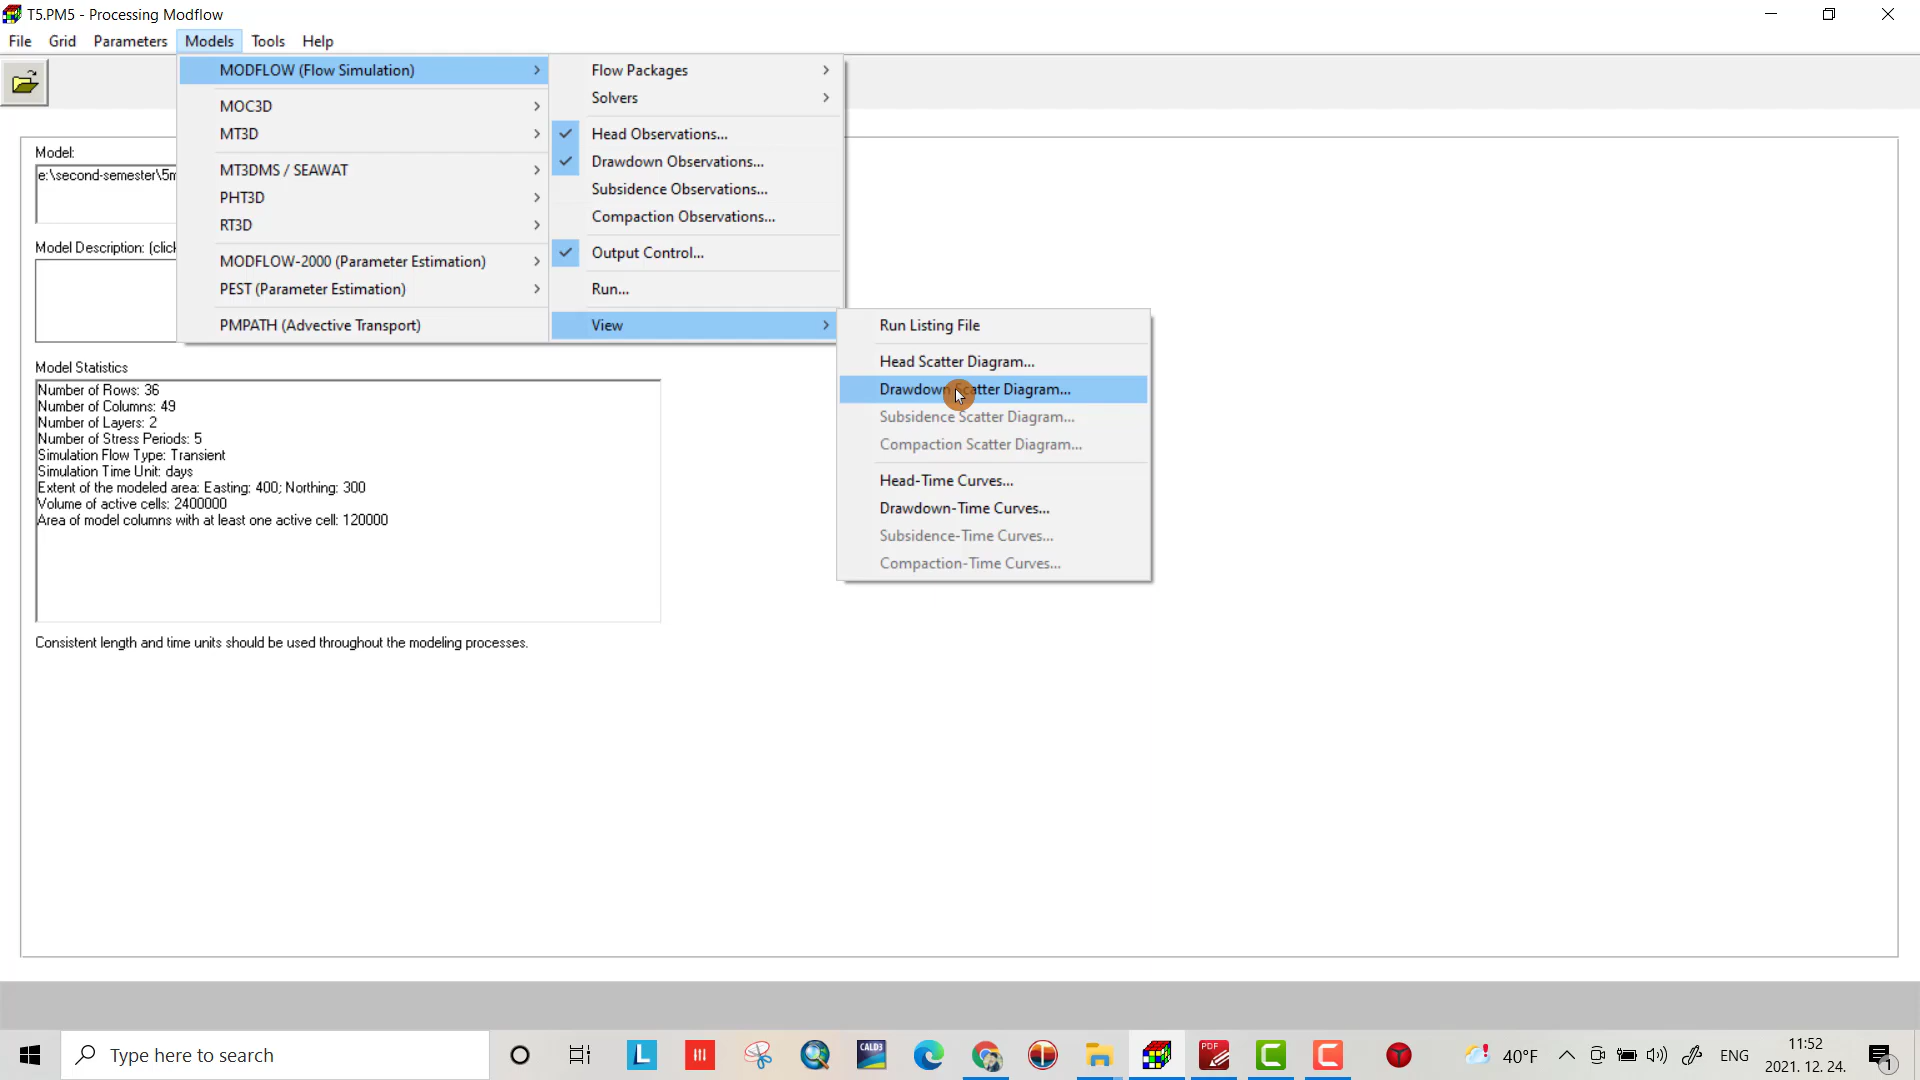 T5.PM5 - Processing Modflow
File Grid Parameters Models Tools Help
MODFLOW (Flow Simulation)
MOC3D
MT3D
MT3DMS / SEAWAT
PHT3D
RT3D
MODFLOW-2000 (Parameter Estimation)
PEST (Parameter Estimation)
PMPATH (Advective Transport)
Flow Packages
Solvers
Head Observations...
Drawdown Observations...
Subsidence Observations...
Compaction Observations...
Output Control...
Run...
View
Run Listing File
Head Scatter Diagram...
Drawdown Scatter Diagram...
Subsidence Scatter Diagram...
Compaction Scatter Diagram...
Head-Time Curves...
Drawdown-Time Curves...
Subsidence-Time Curves...
Compaction-Time Curves...
Model:
e:\second-semester\5m
Model Description: (click
Model Statistics
Number of Rows: 36
Number of Columns: 49
Number of Layers: 2
Number of Stress Periods: 5
Simulation Flow Type: Transient
Simulation Time Unit: days
Extent of the modeled area: Easting: 400; Northing: 300
Volume of active cells: 2400000
Area of model columns with at least one active cell: 120000
Consistent length and time units should be used throughout the modeling processes.
Type here to search
L
CALD3
PDF
C
C
40°F
ENG
11:52
2021. 12. 24.
1